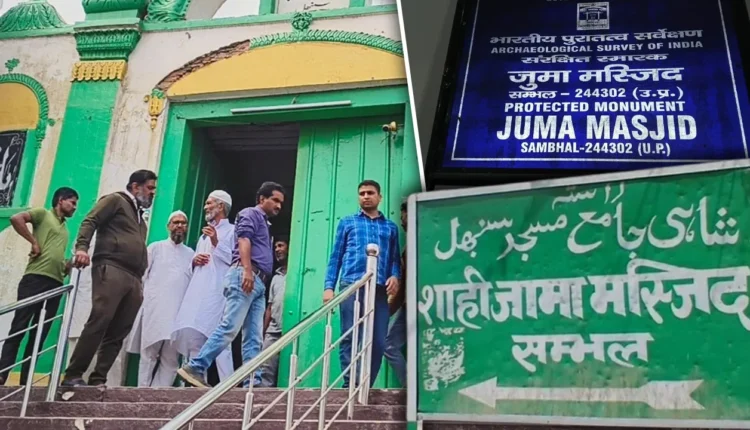 भारतीय पुरातत्व सर्वेक्षण
ARCHAEOLOGICAL SURVEY OF INDIA
संरक्षित स्मारक
जुमा मस्जिद
सम्भल - 244302 (उ.प्र.)
PROTECTED MONUMENT
JUMA MASJID
SAMBHAL-244302 (U.P.)
راستہ
شاہی جامع مسجد سنبھل
शाही जामा मस्जिद
सम्भल